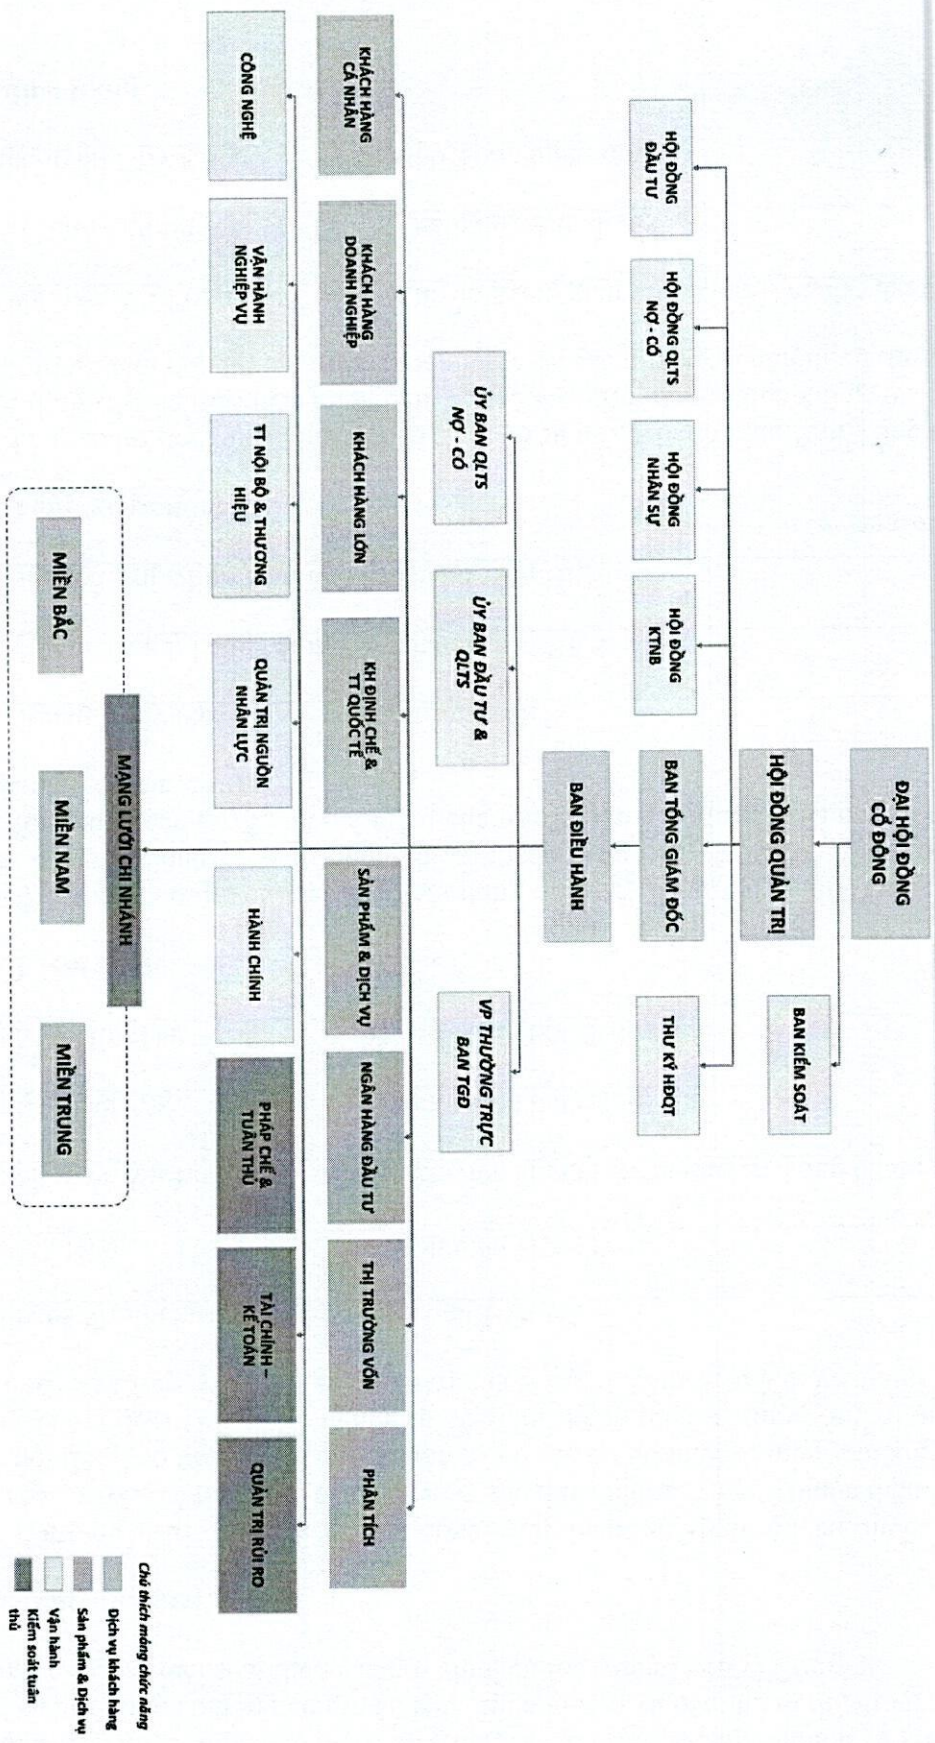 ĐẠI HỘI ĐỒNG
CỔ ĐÔNG
BAN KIỂM SOÁT
HỘI ĐỒNG QUẢN TRỊ
HỘI ĐỒNG
ĐẦU TƯ
HỘI ĐỒNG QLTS
NỢ - CÓ
HỘI ĐỒNG
NHÂN SỰ
HỘI ĐỒNG
KTNB
BAN TỔNG GIÁM ĐỐC
THƯ KÝ HĐQT
BAN ĐIỀU HÀNH
ỦY BAN QLTS
NỢ - CÓ
ỦY BAN ĐẦU TƯ &
QLTS
VP THƯỜNG TRỰC
BAN TGĐ
KHÁCH HÀNG
CÁ NHÂN
KHÁCH HÀNG
DOANH NGHIỆP
KHÁCH HÀNG LỚN
KH ĐỊNH CHẾ &
TT QUỐC TẾ
SẢN PHẨM & DỊCH VỤ
NGÂN HÀNG ĐẦU TƯ
THỊ TRƯỜNG VỐN
PHÂN TÍCH
CÔNG NGHỆ
VẬN HÀNH
NGHIỆP VỤ
TT NỘI BỘ & THƯƠNG
HIỆU
QUẢN TRỊ NGUỒN
NHÂN LỰC
HÀNH CHÍNH
PHÁP CHẾ &
TUÂN THỦ
TÀI CHÍNH –
KẾ TOÁN
QUẢN TRỊ RỦI RO
MẠNG LƯỚI CHI NHÁNH
MIỀN BẮC
MIỀN NAM
MIỀN TRUNG
Chú thích mảng chức năng
Dịch vụ khách hàng
Sản phẩm & Dịch vụ
Vận hành
Kiểm soát tuân
thủ